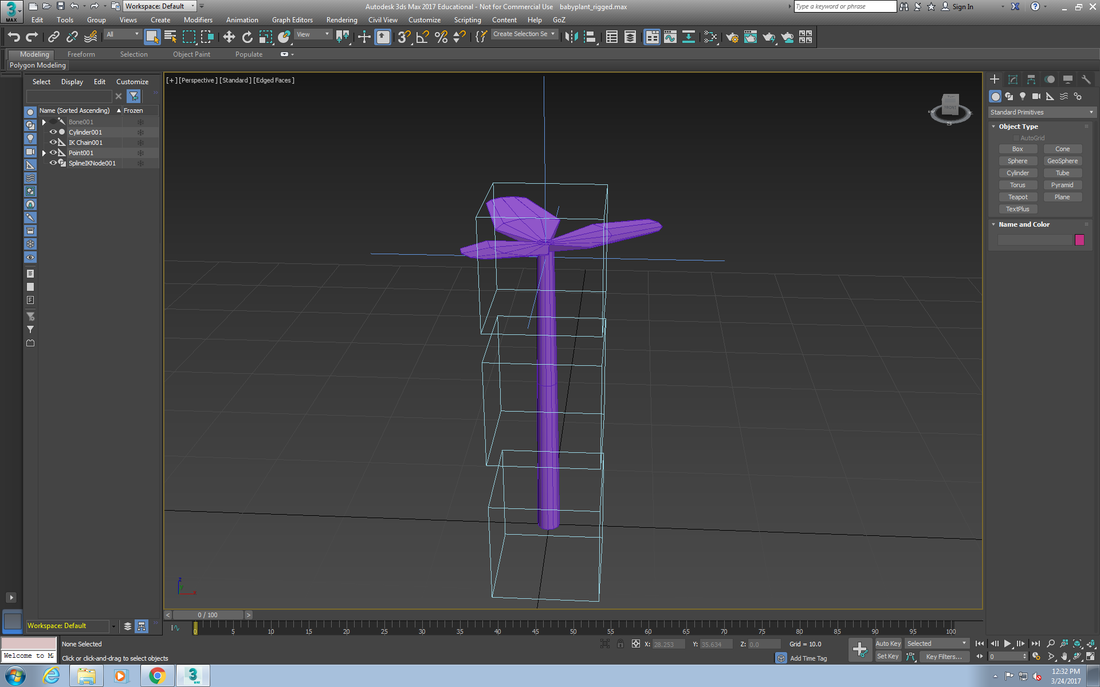 3
MAX
Workspace: Default
Autodesk 3ds Max 2017 Educational - Not for Commercial Use babyplant_rigged.max
Type a keyword or phrase
Sign In
Edit Tools Group Views Create Modifiers Animation Graph Editors Rendering Civil View Customize Scripting Content Help GoZ
All
View
Create Selection Se
Modeling Freeform Selection Object Paint Populate
Polygon Modeling
Select Display Edit Customize
Name (Sorted Ascending) ▲ Frozen
Bone001
Cylinder001
IK Chain001
Point001
SplineIKNode001
[+] [Perspective] [Standard] [Edged Faces]
Standard Primitives
Object Type
AutoGrid
Box Cone
Sphere GeoSphere
Cylinder Tube
Torus Pyramid
Teapot Plane
TextPlus
Name and Color
0 / 100
0 5 10 15 20 25 30 35 40 45 50 55 60 65 70 75 80 85 90 95 100
Workspace: Default
None Selected
Welcome to M
Click or click-and-drag to select objects
X: 28.253 Y: 35.634 Z: 0.0
Grid = 10.0
Add Time Tag
Auto Key Selected
Set Key Key Filters...
0
12:32 PM
3/24/2017